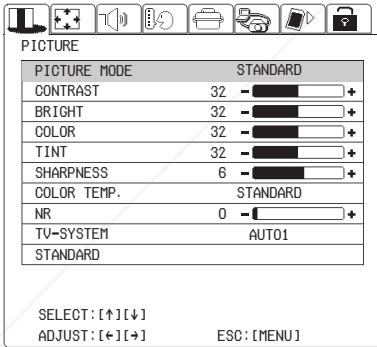 PICTURE
PICTURE MODE STANDARD
CONTRAST 32 - +
BRIGHT 32 - +
COLOR 32 - +
TINT 32 - +
SHARPNESS 6 - +
COLOR TEMP. STANDARD
NR 0 - +
TV-SYSTEM AUTO1
STANDARD
SELECT:[↑][↓]
ADJUST:[←][→] ESC:[MENU]